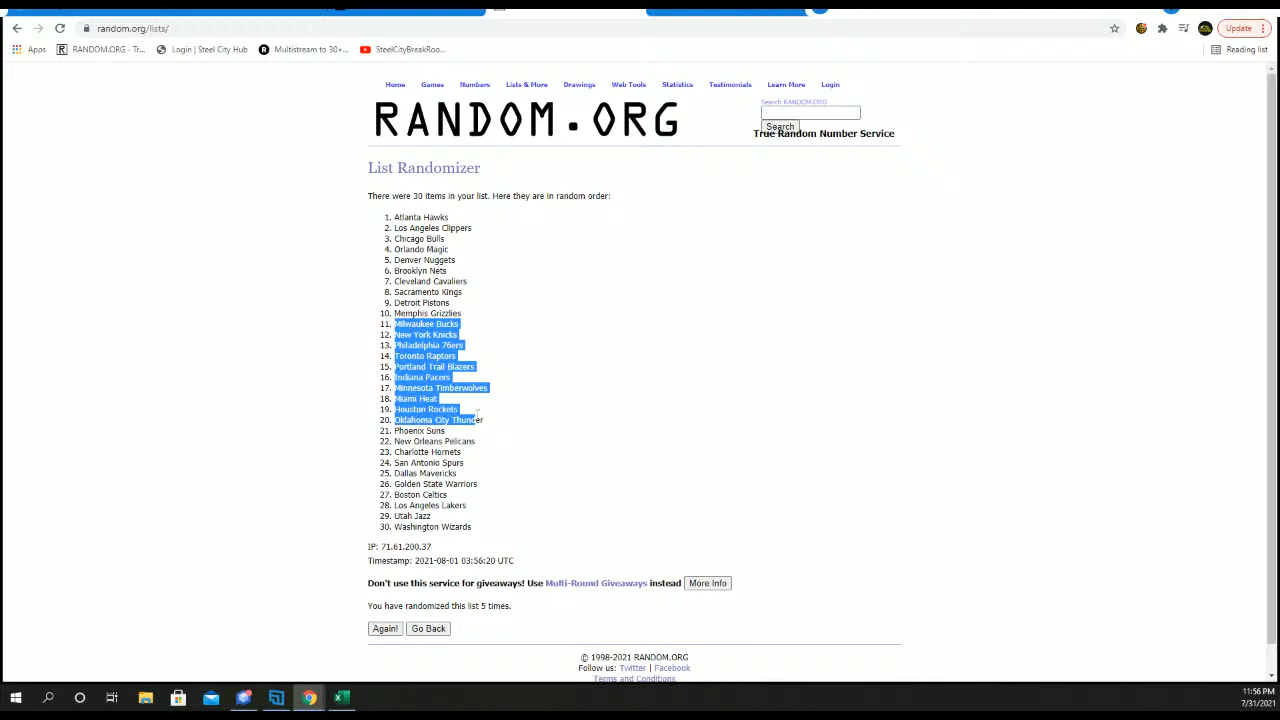 random.org/lists/
Update
Apps
RANDOM.ORG - Tr...
Login | Steel City Hub
Multistream to 30+...
SteelCityBreakRoo...
Reading list
Home Games Numbers Lists & More Drawings Web Tools Statistics Testimonials Learn More Login
RANDOM.ORG
Search RANDOM.ORG
Search
True Random Number Service
List Randomizer
There were 30 items in your list. Here they are in random order:
1. Atlanta Hawks
2. Los Angeles Clippers
3. Chicago Bulls
4. Orlando Magic
5. Denver Nuggets
6. Brooklyn Nets
7. Cleveland Cavaliers
8. Sacramento Kings
9. Detroit Pistons
10. Memphis Grizzlies
11. Milwaukee Bucks
12. New York Knicks
13. Philadelphia 76ers
14. Toronto Raptors
15. Portland Trail Blazers
16. Indiana Pacers
17. Minnesota Timberwolves
18. Miami Heat
19. Houston Rockets
20. Oklahoma City Thunder
21. Phoenix Suns
22. New Orleans Pelicans
23. Charlotte Hornets
24. San Antonio Spurs
25. Dallas Mavericks
26. Golden State Warriors
27. Boston Celtics
28. Los Angeles Lakers
29. Utah Jazz
30. Washington Wizards
IP: 71.61.200.37
Timestamp: 2021-08-01 03:56:20 UTC
Don't use this service for giveaways! Use Multi-Round Giveaways instead More Info
You have randomized this list 5 times.
Again! Go Back
© 1998-2021 RANDOM.ORG
Follow us: Twitter | Facebook
Terms and Conditions
11:56 PM
7/31/2021